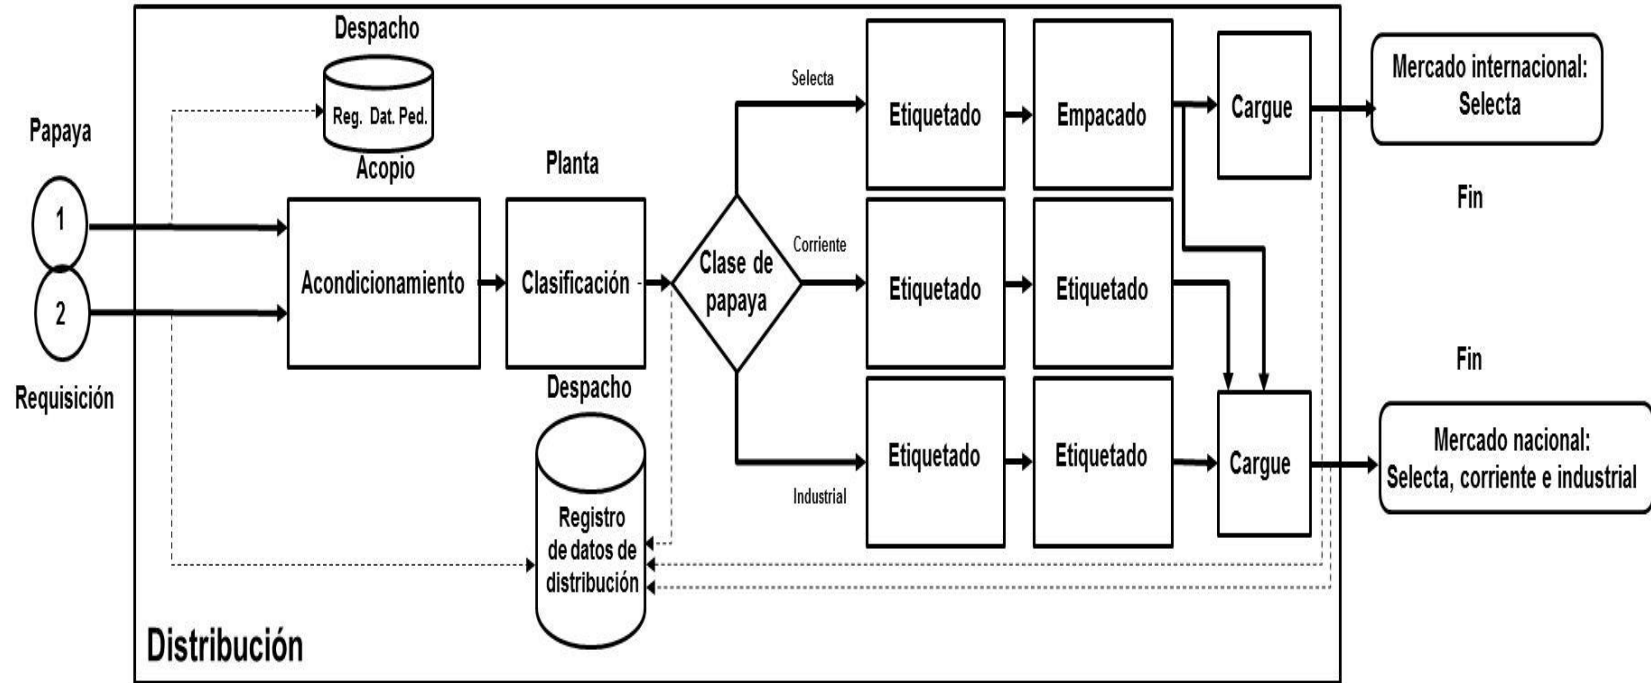 Despacho
Reg. Dat. Ped.
Papaya
1
2
Requisición
Acopio
Acondicionamiento
Planta
Clasificación
Clase de
papaya
Selecta
Corriente
Industrial
Etiquetado
Empacado
Cargue
Mercado internacional:
Selecta
Fin
Etiquetado
Etiquetado
Fin
Etiquetado
Etiquetado
Cargue
Mercado nacional:
Selecta, corriente e industrial
Despacho
Registro
de datos de
distribución
Distribución